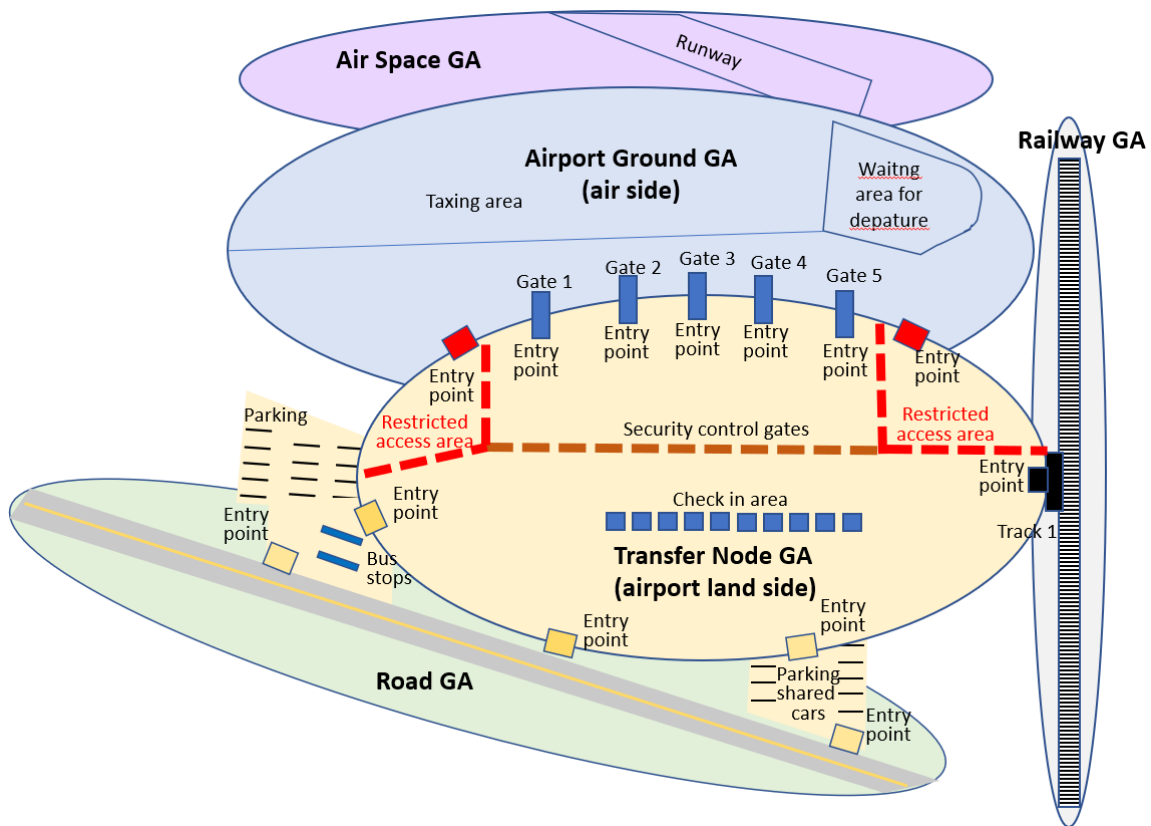 Air Space GA
Runway
Railway GA
Airport Ground GA
(air side)
Waitng
area for
depature
Taxing area
Gate 1
Gate 2
Gate 3
Gate 4
Gate 5
Entry
point
Entry
point
Entry
point
Entry
point
Entry
point
Entry
point
Entry
point
Parking
Restricted
access area
Security control gates
Restricted
access area
Entry
point
Entry
point
Check in area
Entry
point
Track 1
Bus
stops
Transfer Node GA
(airport land side)
Entry
point
Entry
point
Road GA
Parking
shared
cars
Entry
point